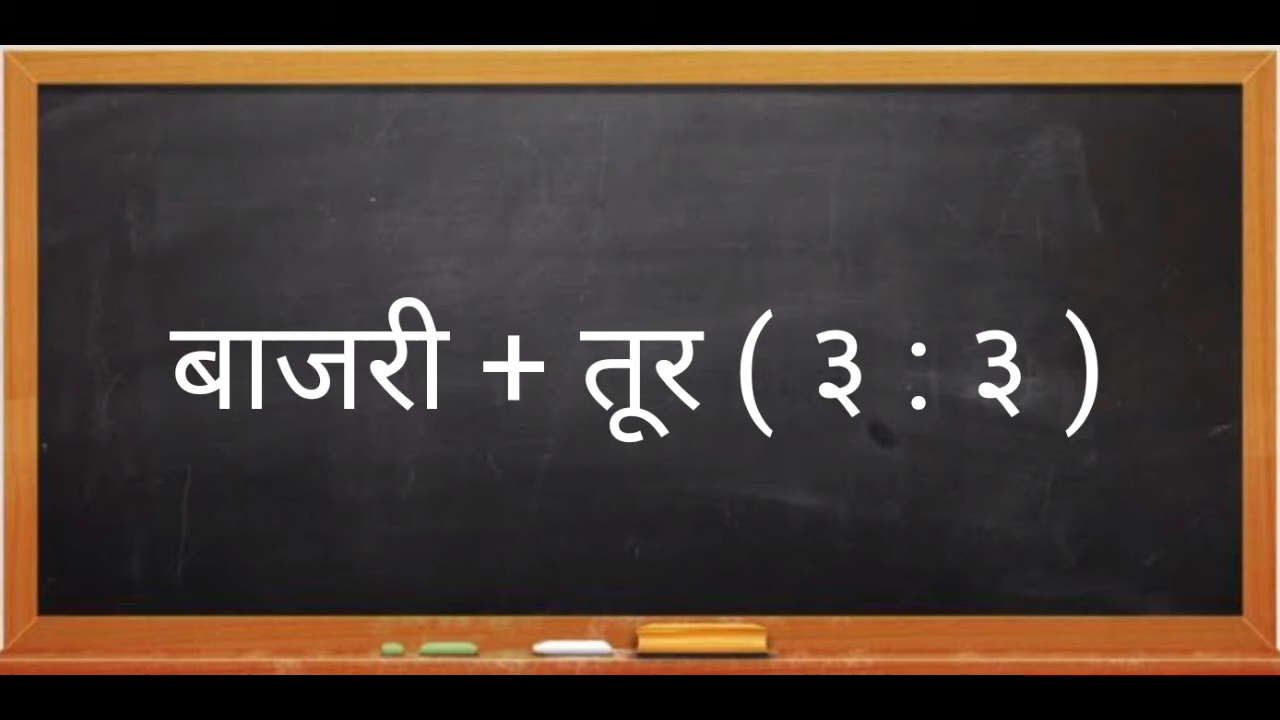 बाजरी + तूर ( ३ : ३ )